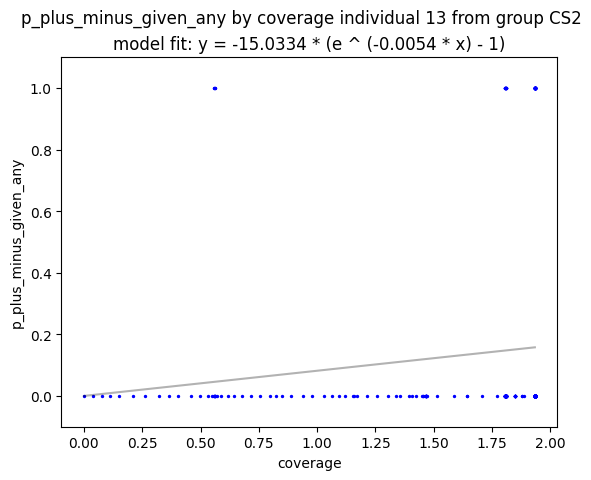 p_plus_minus_given_any by coverage individual 13 from group CS2
model fit: y = -15.0334 * (e ^ (-0.0054 * x) - 1)
1.0
0.8
0.6
0.4
0.2
0.0
p_plus_minus_given_any
0.00 0.25 0.50 0.75 1.00 1.25 1.50 1.75 2.00
coverage